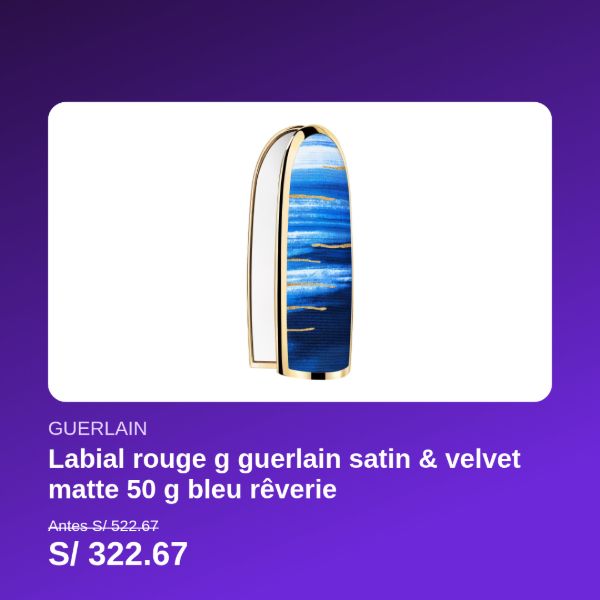 GUERLAIN
Labial rouge g guerlain satin & velvet
matte 50 g bleu rêverie
Antes S/ 522.67
S/ 322.67